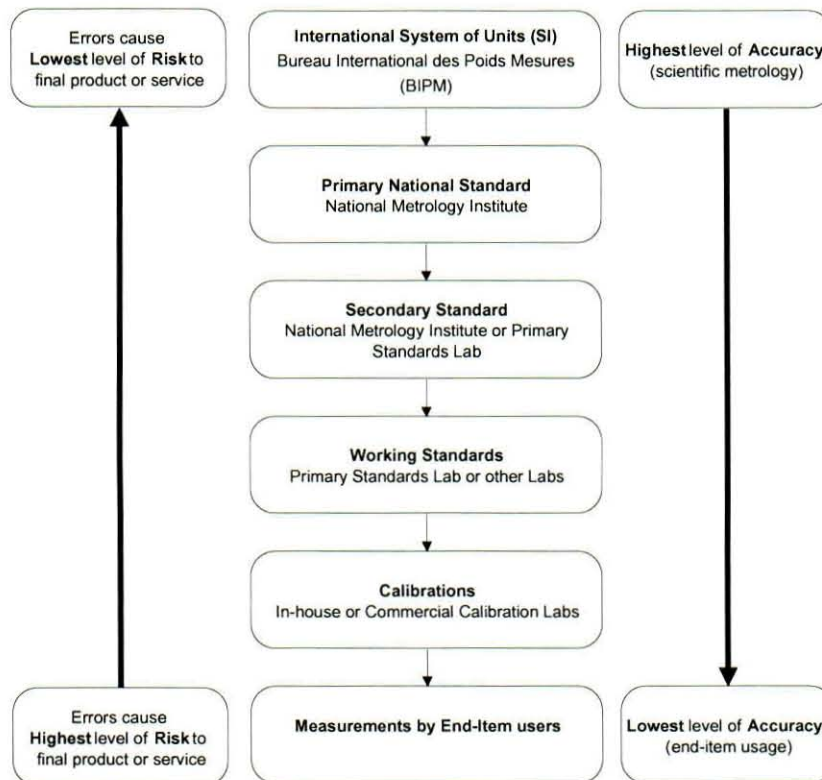 Errors cause
Lowest level of Risk to
final product or service
International System of Units (SI)
Bureau International des Poids Mesures
(BIPM)
Highest level of Accuracy
(scientific metrology)
Primary National Standard
National Metrology Institute
Secondary Standard
National Metrology Institute or Primary
Standards Lab
Working Standards
Primary Standards Lab or other Labs
Calibrations
In-house or Commercial Calibration Labs
Errors cause
Highest level of Risk to
final product or service
Measurements by End-Item users
Lowest level of Accuracy
(end-item usage)